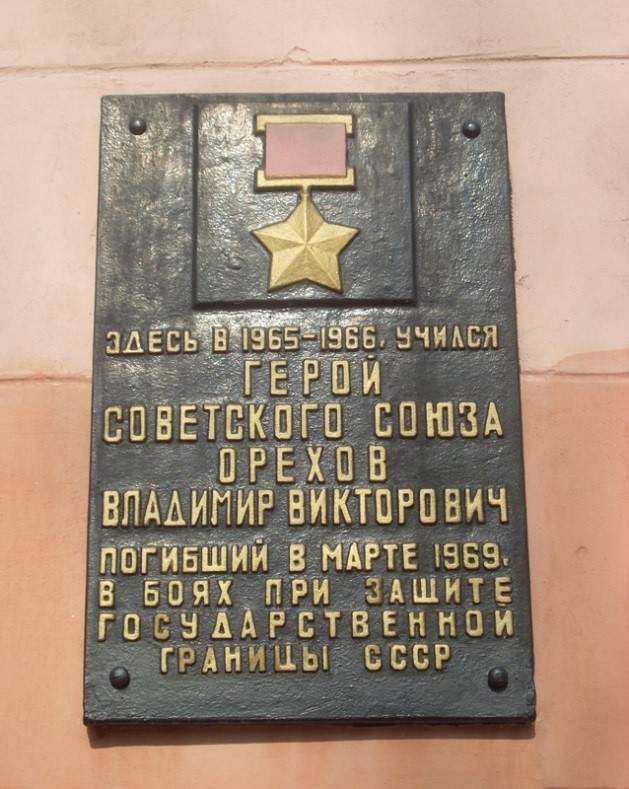 ЗДЕСЬ В 1965-1966. УЧИЛСЯ
ГЕРОЙ
СОВЕТСКОГО СОЮЗА
ОРЕХОВ
ВЛАДИМИР ВИКТОРОВИЧ
ПОГИБШИЙ В МАРТЕ 1969.
В БОЯХ ПРИ ЗАЩИТЕ
ГОСУДАРСТВЕННОЙ
ГРАНИЦЫ СССР